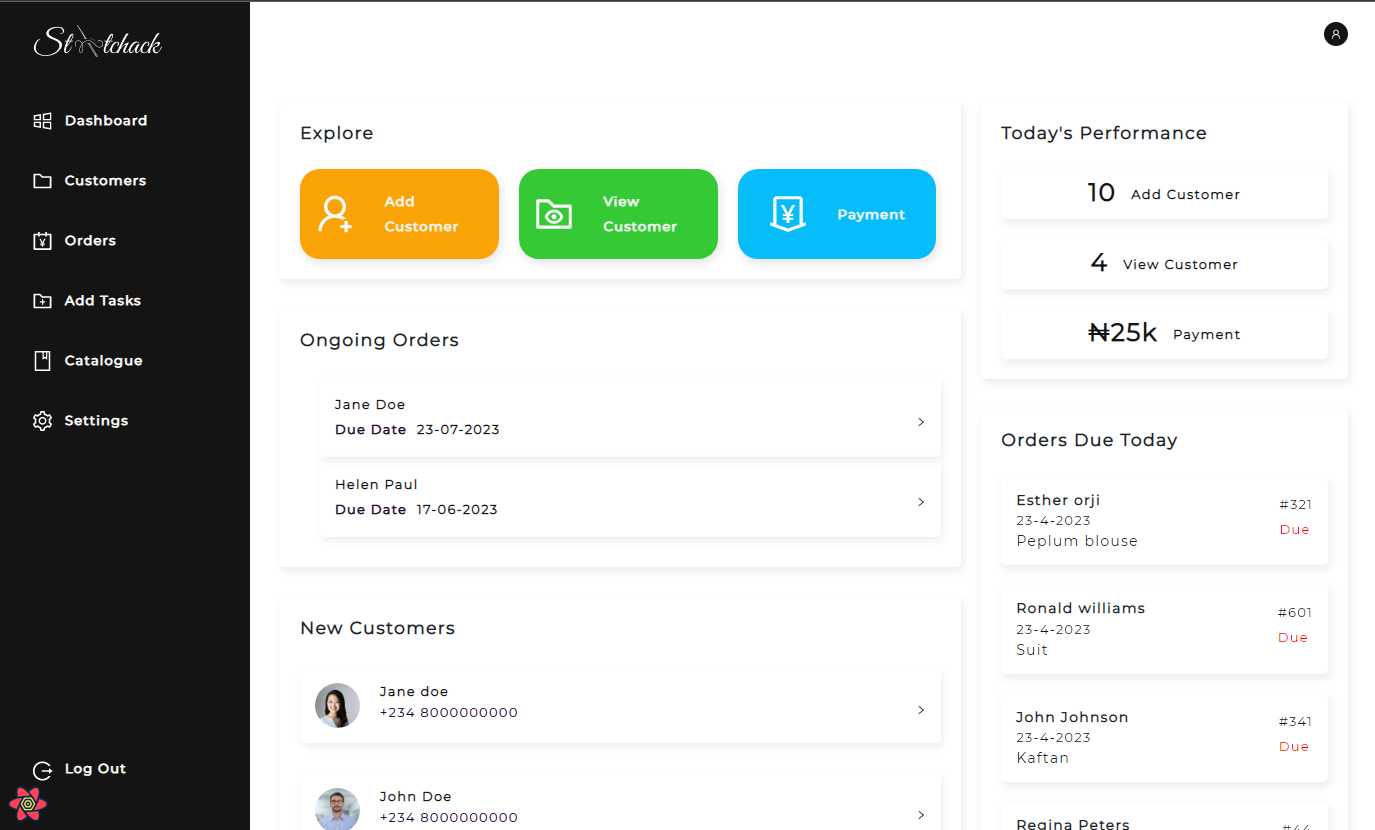 Dashboard
Customers
Orders
Add Tasks
Catalogue
Settings
Log Out
Explore
Add
Customer
View
Customer
Payment
Ongoing Orders
Jane Doe
Due Date 23-07-2023
Helen Paul
Due Date 17-06-2023
New Customers
Jane doe
+234 8000000000
John Doe
+234 8000000000
Today's Performance
10 Add Customer
4 View Customer
₦25k Payment
Orders Due Today
Esther orji
#321
23-4-2023
Due
Peplum blouse
Ronald williams
#601
23-4-2023
Due
Suit
John Johnson
#341
23-4-2023
Due
Kaftan
Regina Peters